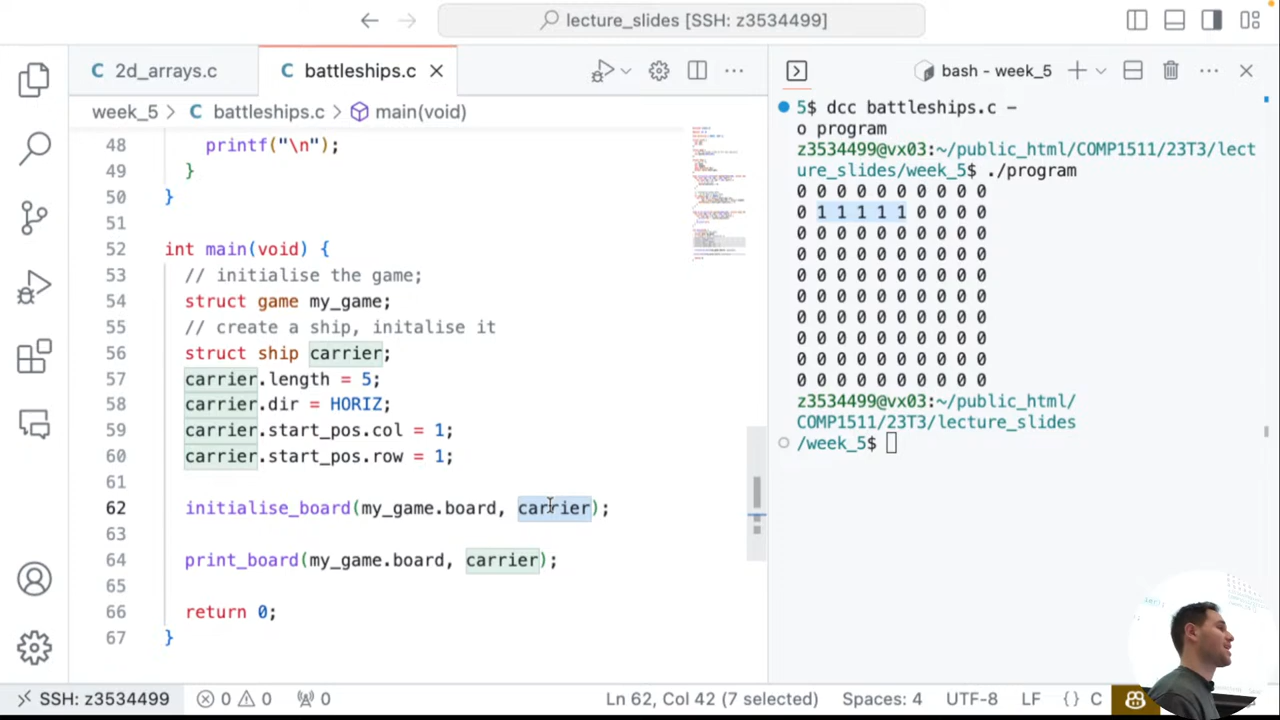 lecture_slides [SSH: z3534499]
C 2d_arrays.c
C battleships.c
bash - week_5
week_5 > C battleships.c > main(void)
48 printf("\n");
49 }
50 }
51
52 int main(void) {
53 // initialise the game;
54 struct game my_game;
55 // create a ship, initalise it
56 struct ship carrier;
57 carrier.length = 5;
58 carrier.dir = HORIZ;
59 carrier.start_pos.col = 1;
60 carrier.start_pos.row = 1;
61
62 initialise_board(my_game.board, carrier);
63
64 print_board(my_game.board, carrier);
65
66 return 0;
67 }
5$ dcc battleships.c -
o program
z3534499@vx03:~/public_html/COMP1511/23T3/lect
ure_slides/week_5$ ./program
0 0 0 0 0 0 0 0 0 0
0 1 1 1 1 1 0 0 0 0
0 0 0 0 0 0 0 0 0 0
0 0 0 0 0 0 0 0 0 0
0 0 0 0 0 0 0 0 0 0
0 0 0 0 0 0 0 0 0 0
0 0 0 0 0 0 0 0 0 0
0 0 0 0 0 0 0 0 0 0
0 0 0 0 0 0 0 0 0 0
0 0 0 0 0 0 0 0 0 0
z3534499@vx03:~/public_html/
COMP1511/23T3/lecture_slides
/week_5$
SSH: z3534499 0 0 0 Ln 62, Col 42 (7 selected) Spaces: 4 UTF-8 LF {} C